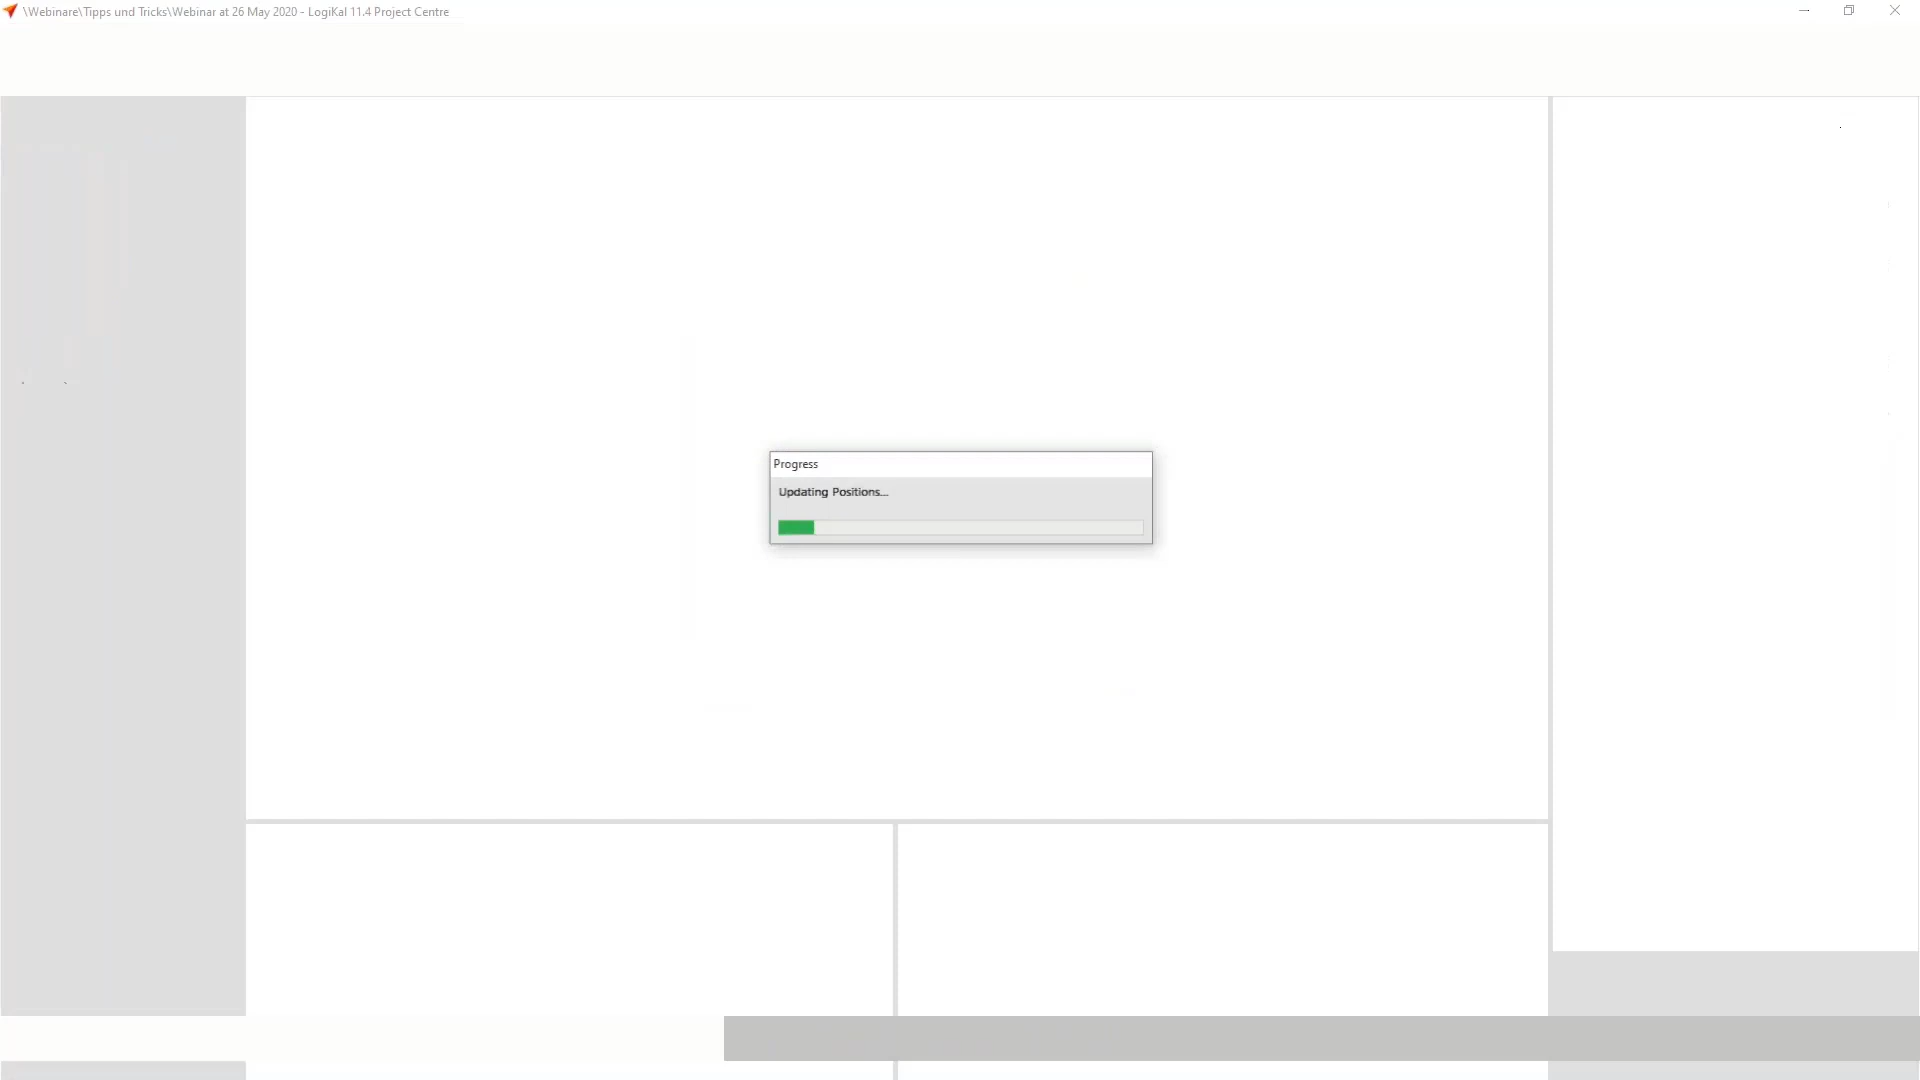 \Webinare\Tipps und Tricks\Webinar at 26 May 2020 - LogiKal 11.4 Project Centre
Progress
Updating Positions...